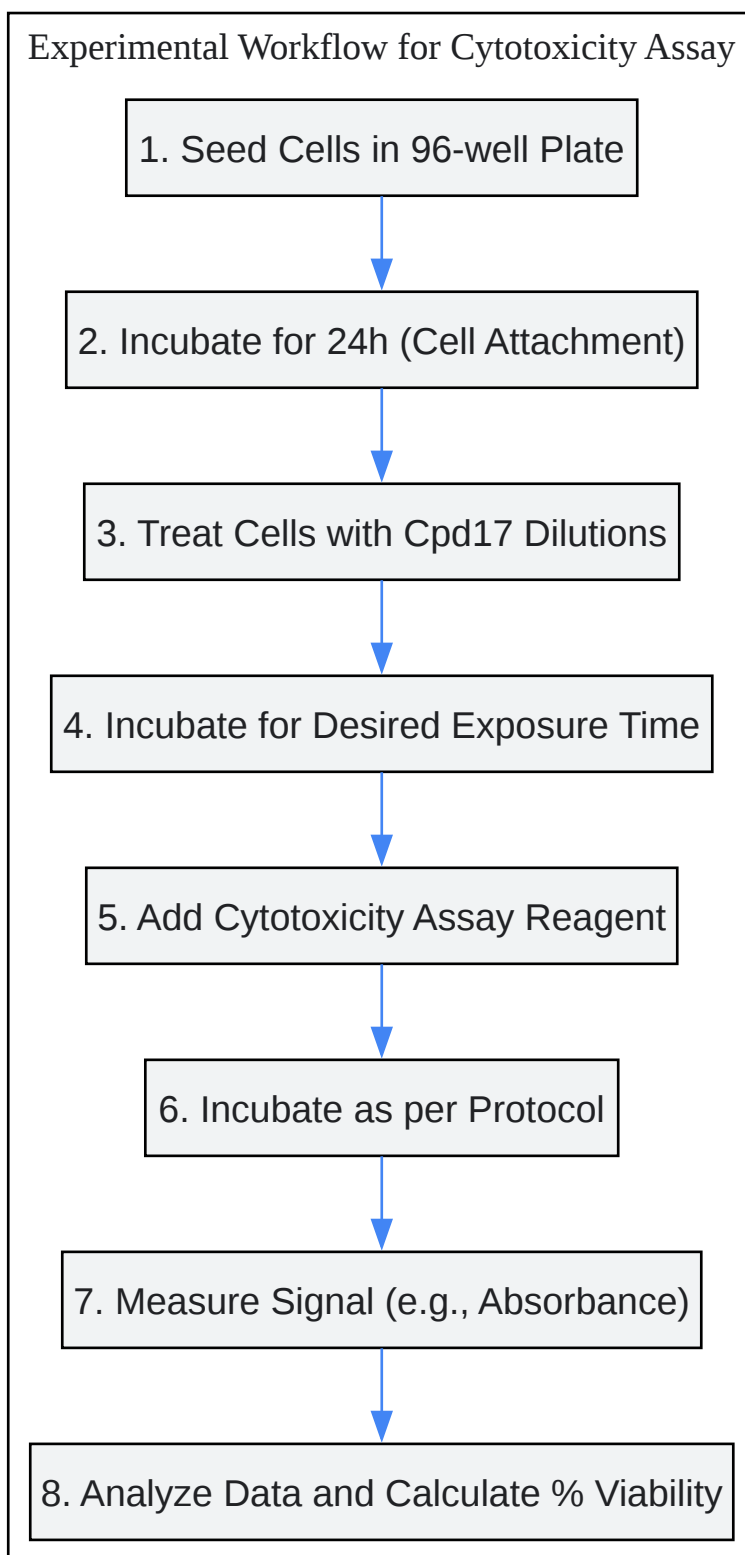 Experimental Workflow for Cytotoxicity Assay
1. Seed Cells in 96-well Plate
2. Incubate for 24h (Cell Attachment)
3. Treat Cells with Cpd17 Dilutions
4. Incubate for Desired Exposure Time
5. Add Cytotoxicity Assay Reagent
6. Incubate as per Protocol
7. Measure Signal (e.g., Absorbance)
8. Analyze Data and Calculate % Viability